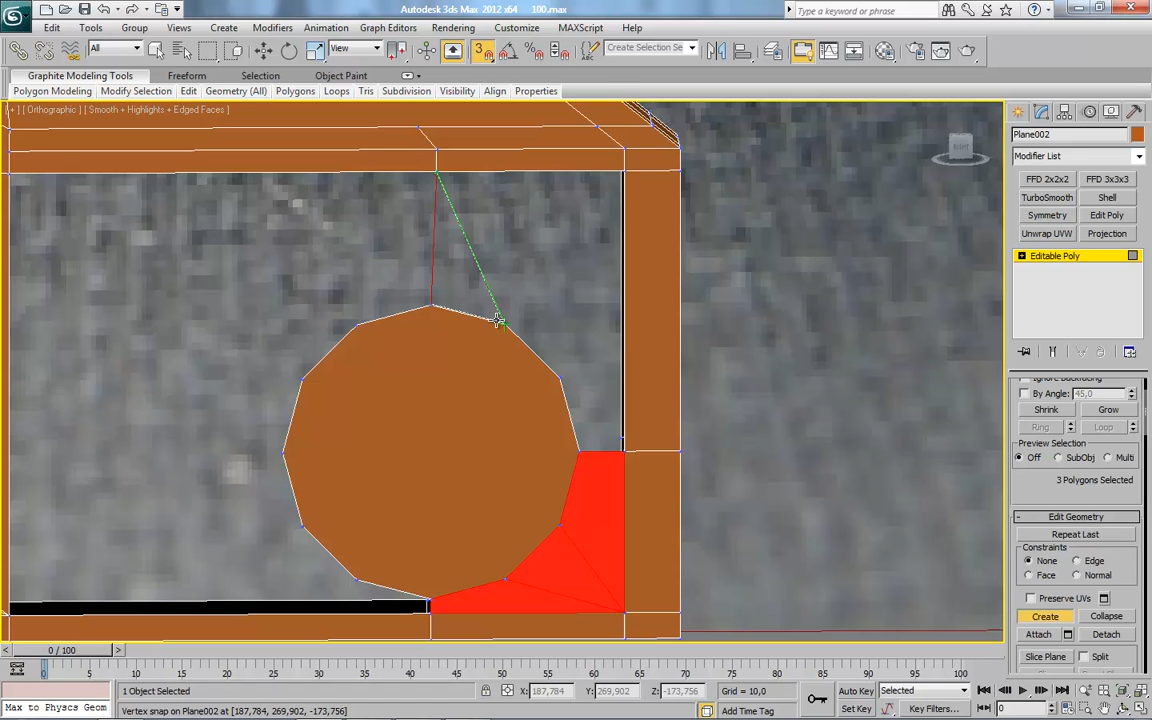 Autodesk 3ds Max 2012 x64    100.max
Type a keyword or phrase
Edit Tools Group Views Create Modifiers Animation Graph Editors Rendering Customize MAXScript Help
All View 3 Create Selection Se
Graphite Modeling Tools Freeform Selection Object Paint
Polygon Modeling Modify Selection Edit Geometry (All) Polygons Loops Tris Subdivision Visibility Align Properties
[ + ] [ Orthographic ] [ Smooth + Highlights + Edged Faces ]
Plane002
Modifier List
FFD 2x2x2 FFD 3x3x3
TurboSmooth Shell
Symmetry Edit Poly
Unwrap UVW Projection
Editable Poly
Ignore Backfacing
By Angle: 45,0
Shrink Grow
Ring Loop
Preview Selection
Off SubObj Multi
3 Polygons Selected
Edit Geometry
Repeat Last
Constraints
None Edge
Face Normal
Preserve UVs
Create Collapse
Attach Detach
Slice Plane Split
< 0 / 100 >
0 5 10 15 20 25 30 35 40 45 50 55 60 65 70 75 80 85 90 95 100
1 Object Selected X: 187,784 Y: 269,902 Z: -173,756 Grid = 10,0 Auto Key Selected
Max to Physcs Geom Vertex snap on Plane002 at [187,784, 269,902, -173,756] Add Time Tag Set Key Key Filters... 0